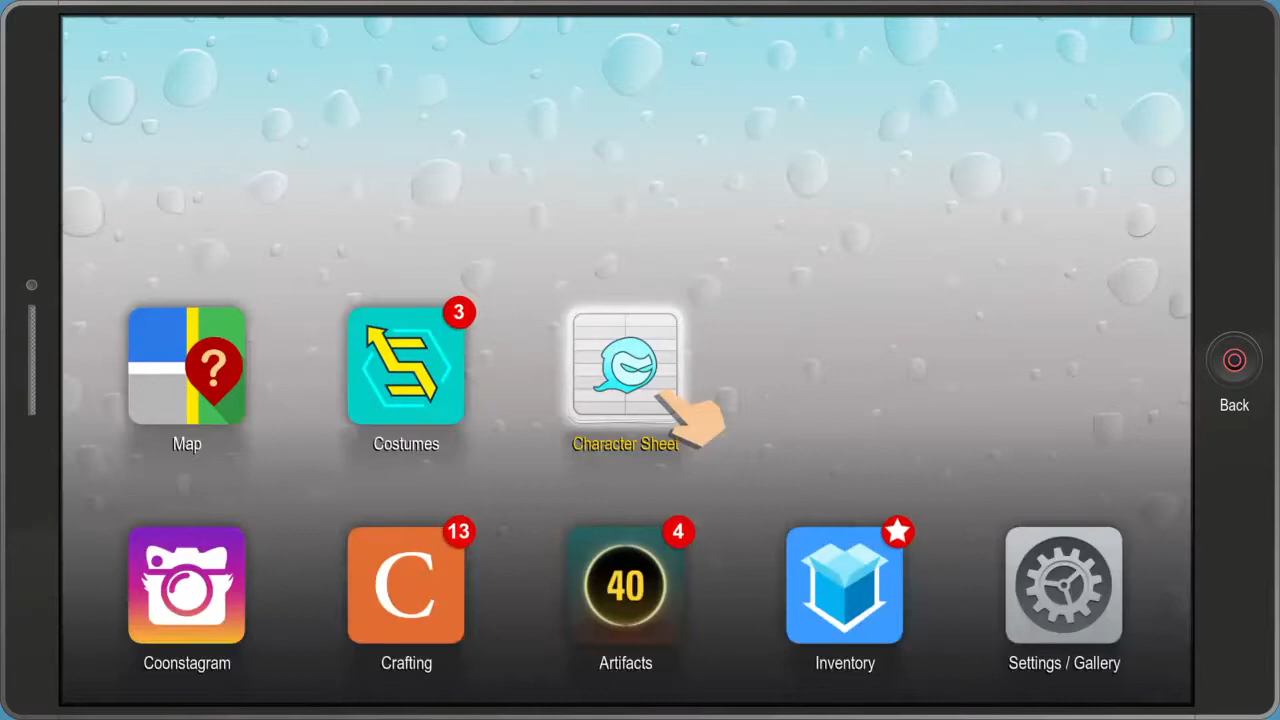 3
?
Map
Costumes
Character Sheet
Back
13
4
C
40
Coonstagram
Crafting
Artifacts
Inventory
Settings / Gallery